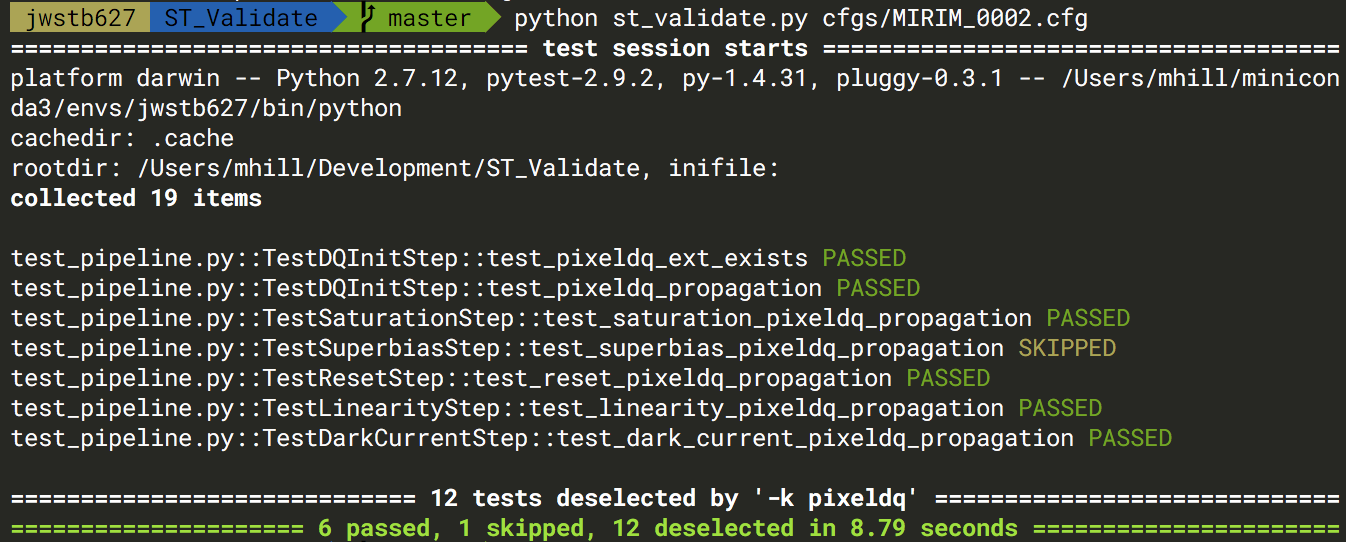 jwstb627 ST_Validate master python st_validate.py cfgs/MIRIM_0002.cfg
===================================== test session starts =====================================
platform darwin -- Python 2.7.12, pytest-2.9.2, py-1.4.31, pluggy-0.3.1 -- /Users/mhill/minicon
da3/envs/jwstb627/bin/python
cachedir: .cache
rootdir: /Users/mhill/Development/ST_Validate, inifile:
collected 19 items
test_pipeline.py::TestDQInitStep::test_pixeldq_ext_exists PASSED
test_pipeline.py::TestDQInitStep::test_pixeldq_propagation PASSED
test_pipeline.py::TestSaturationStep::test_saturation_pixeldq_propagation PASSED
test_pipeline.py::TestSuperbiasStep::test_superbias_pixeldq_propagation SKIPPED
test_pipeline.py::TestResetStep::test_reset_pixeldq_propagation PASSED
test_pipeline.py::TestLinearityStep::test_linearity_pixeldq_propagation PASSED
test_pipeline.py::TestDarkCurrentStep::test_dark_current_pixeldq_propagation PASSED
============================= 12 tests deselected by '-k pixeldq' =============================
===================== 6 passed, 1 skipped, 12 deselected in 8.79 seconds ======================